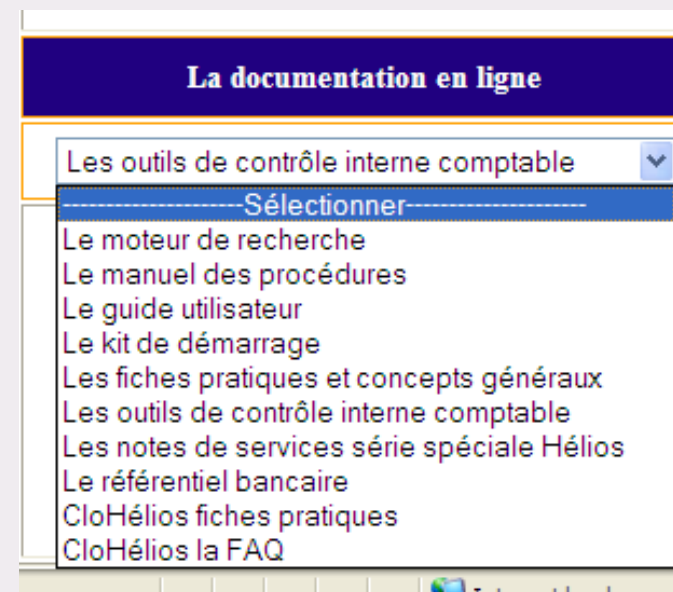 La documentation en ligne
Les outils de contrôle interne comptable
---------------------Sélectionner---------------------
Le moteur de recherche
Le manuel des procédures
Le guide utilisateur
Le kit de démarrage
Les fiches pratiques et concepts généraux
Les outils de contrôle interne comptable
Les notes de services série spéciale Hélios
Le référentiel bancaire
CloHélios fiches pratiques
CloHélios la FAQ